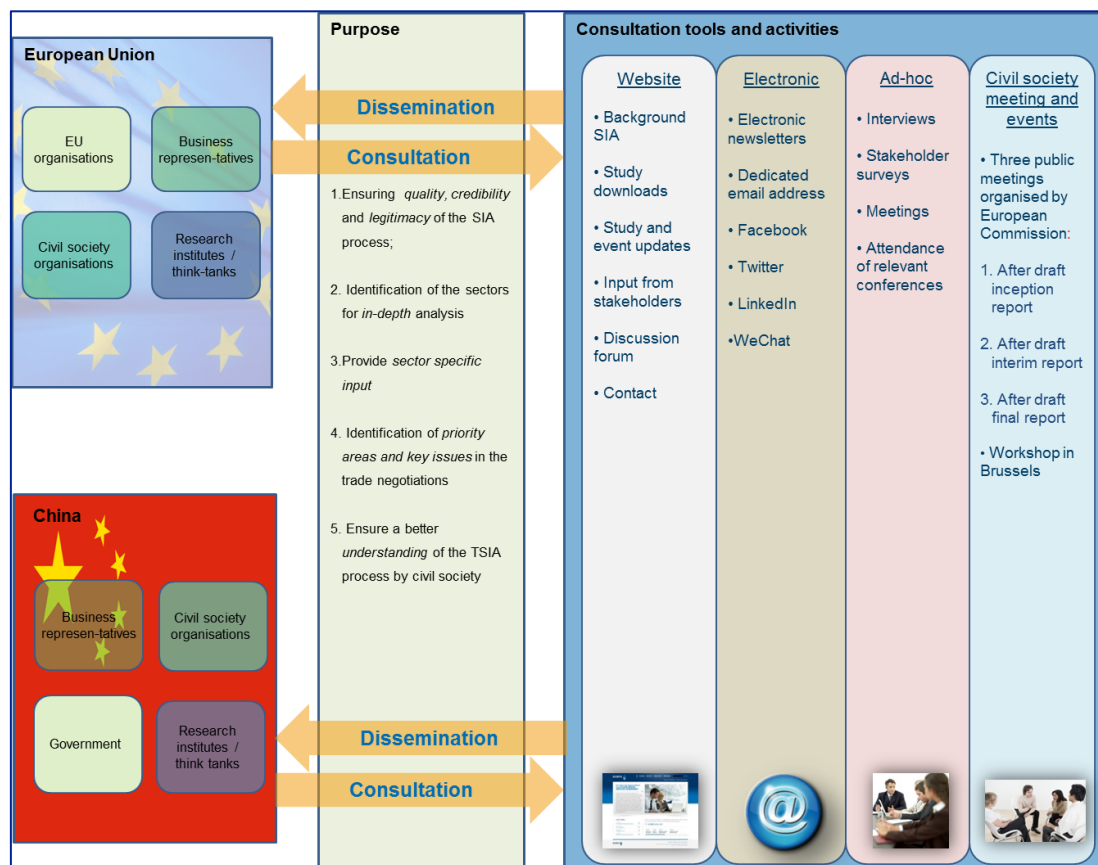 European Union
EU
organisations
Business
represen-tatives
Civil society
organisations
Research
institutes /
think-tanks
China
Business
represen-tatives
Civil society
organisations
Government
Research
institutes /
think tanks
Purpose
Dissemination
Consultation
1.Ensuring quality, credibility
and legitimacy of the SIA
process;
2. Identification of the sectors
for in-depth analysis
3.Provide sector specific
input
4. Identification of priority
areas and key issues in the
trade negotiations
5. Ensure a better
understanding of the TSIA
process by civil society
Dissemination
Consultation
Consultation tools and activities
Website
• Background
SIA
• Study
downloads
• Study and
event updates
• Input from
stakeholders
• Discussion
forum
• Contact
Electronic
• Electronic
newsletters
• Dedicated
email address
• Facebook
• Twitter
• LinkedIn
•WeChat
@
Ad-hoc
• Interviews
• Stakeholder
surveys
• Meetings
• Attendance
of relevant
conferences
Civil society
meeting and
events
• Three public
meetings
organised by
European
Commission:
1. After draft
inception
report
2. After draft
interim report
3. After draft
final report
• Workshop in
Brussels